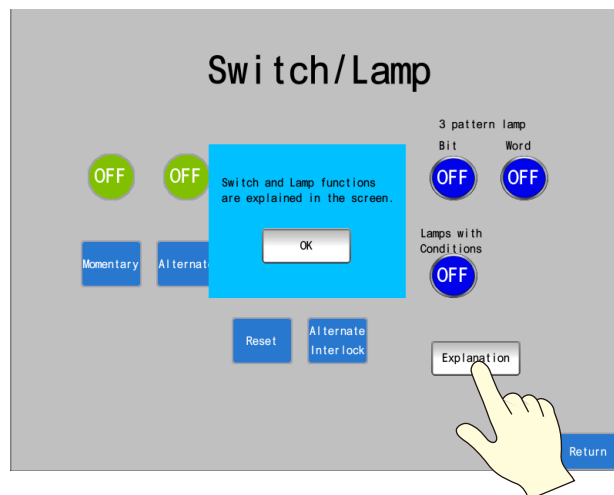 Switch/Lamp
3 pattern lamp
Bit Word
OFF OFF OFF OFF
Switch and Lamp functions
are explained in the screen.
OK
Lamps with
Conditions
OFF
Momentary
Reset
Alternate
Interlock
Explanation
Return